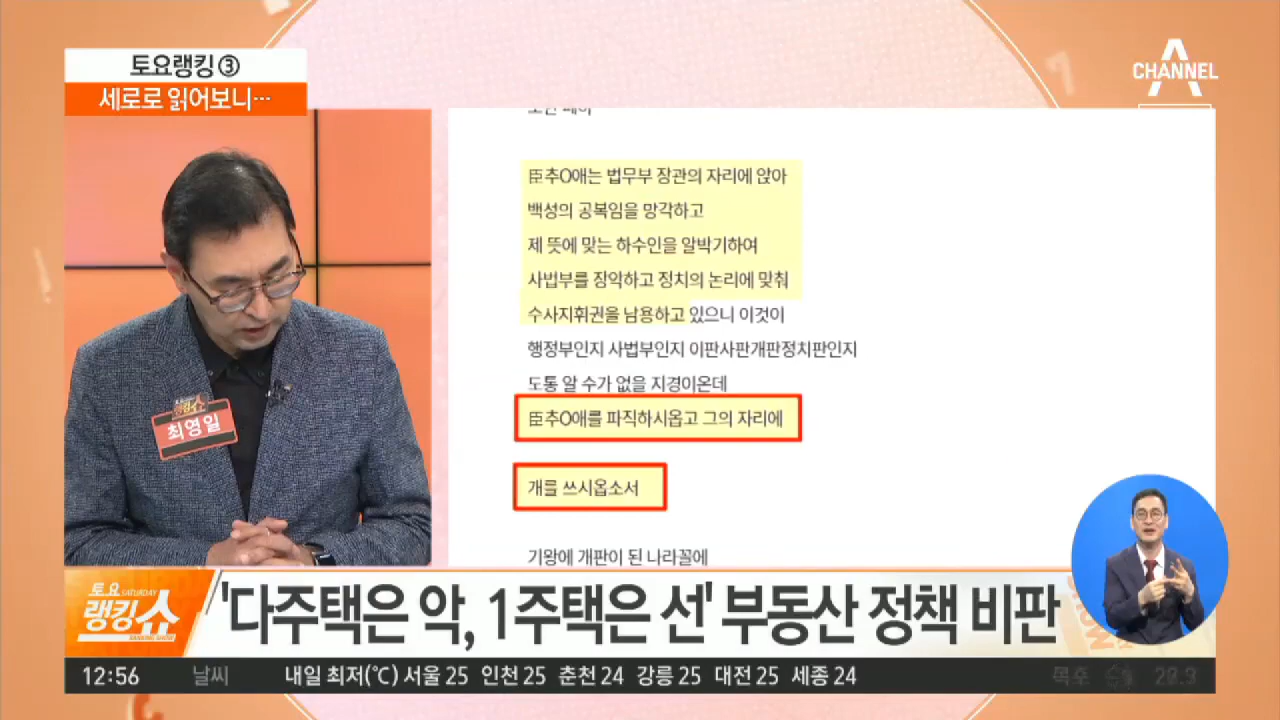 토요랭킹 ③
세로로 읽어보니…
CHANNEL A
臣추O애는 법무부 장관의 자리에 앉아
백성의 공복임을 망각하고
제 뜻에 맞는 하수인을 알박기하여
사법부를 장악하고 정치의 논리에 맞춰
수사지휘권을 남용하고 있으니 이것이
행정부인지 사법부인지 이판사판개판정치판인지
도통 알 수가 없을 지경이온데
臣추O애를 파직하시옵고 그의 자리에
개를 쓰시옵소서
기왕에 개판이 된 나라꼴에
랭킹쇼
최영일
토요 SATURDAY
랭킹쇼
RANKING SHOW
'다주택은 악, 1주택은 선' 부동산 정책 비판
12:56 날씨 내일 최저(℃) 서울 25 인천 25 춘천 24 강릉 25 대전 25 세종 24